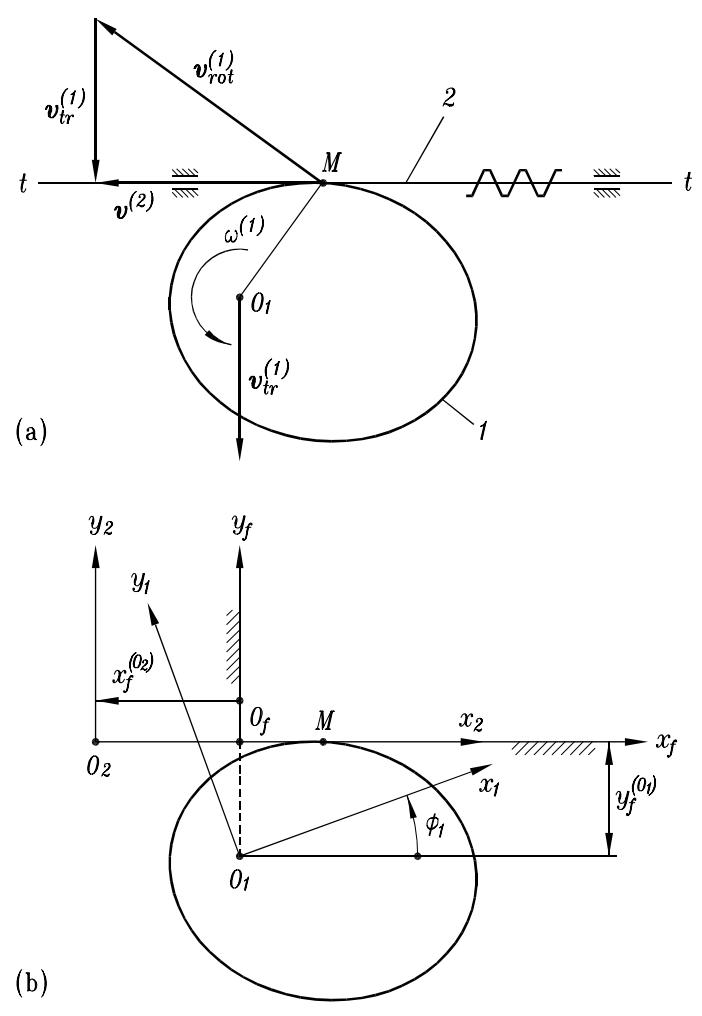 v_rot^(1)
v_tr^(1)
2
M
t
t
v^(2)
ω^(1)
O_1
v_tr^(1)
(a)
1
y_2
y_f
y_1
x_f^(O_2)
O_f
M
x_2
x_f
O_2
x_1
y_f^(O_1)
ϕ_1
O_1
(b)